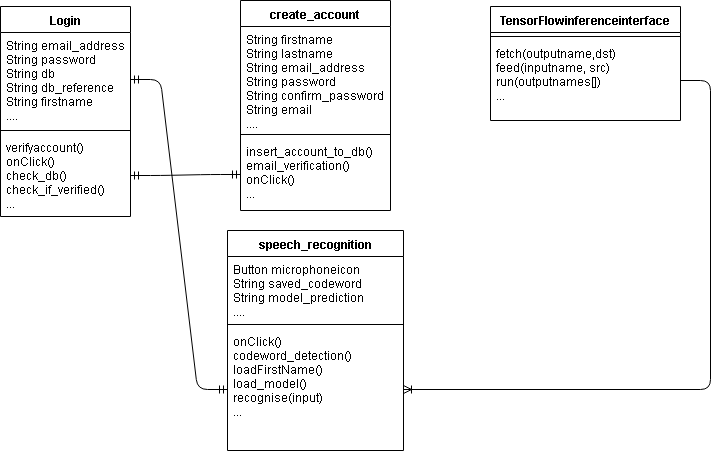 Login
String email_address
String password
String db
String db_reference
String firstname
....
verifyaccount()
onClick()
check_db()
check_if_verified()
...
create_account
String firstname
String lastname
String email_address
String password
String confirm_password
String email
....
insert_account_to_db()
email_verification()
onClick()
...
TensorFlowinferenceinterface
fetch(outputname,dst)
feed(inputname, src)
run(outputnames[])
...
speech_recognition
Button microphoneicon
String saved_codeword
String model_prediction
....
onClick()
codeword_detection()
loadFirstName()
load_model()
recognise(input)
...